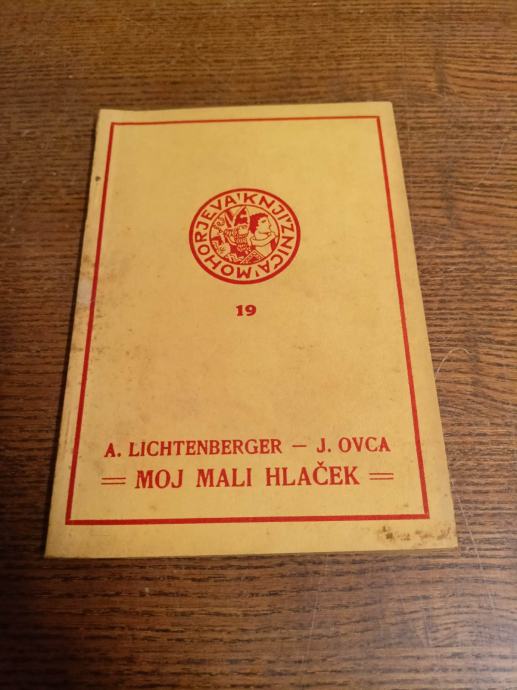 MOHORJEVA KNJIŽNICA
19
A. LICHTENBERGER — J. OVCA
= MOJ MALI HLAČEK =